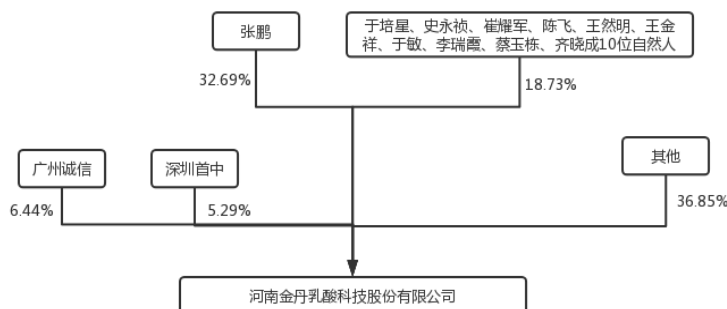 张鹏
于培星、史永祯、崔耀军、陈飞、王然明、王金
祥、于敏、李瑞霞、蔡玉栋、齐晓成10位自然人
32.69%
18.73%
广州诚信
深圳首中
其他
6.44%
5.29%
36.85%
河南金丹乳酸科技股份有限公司